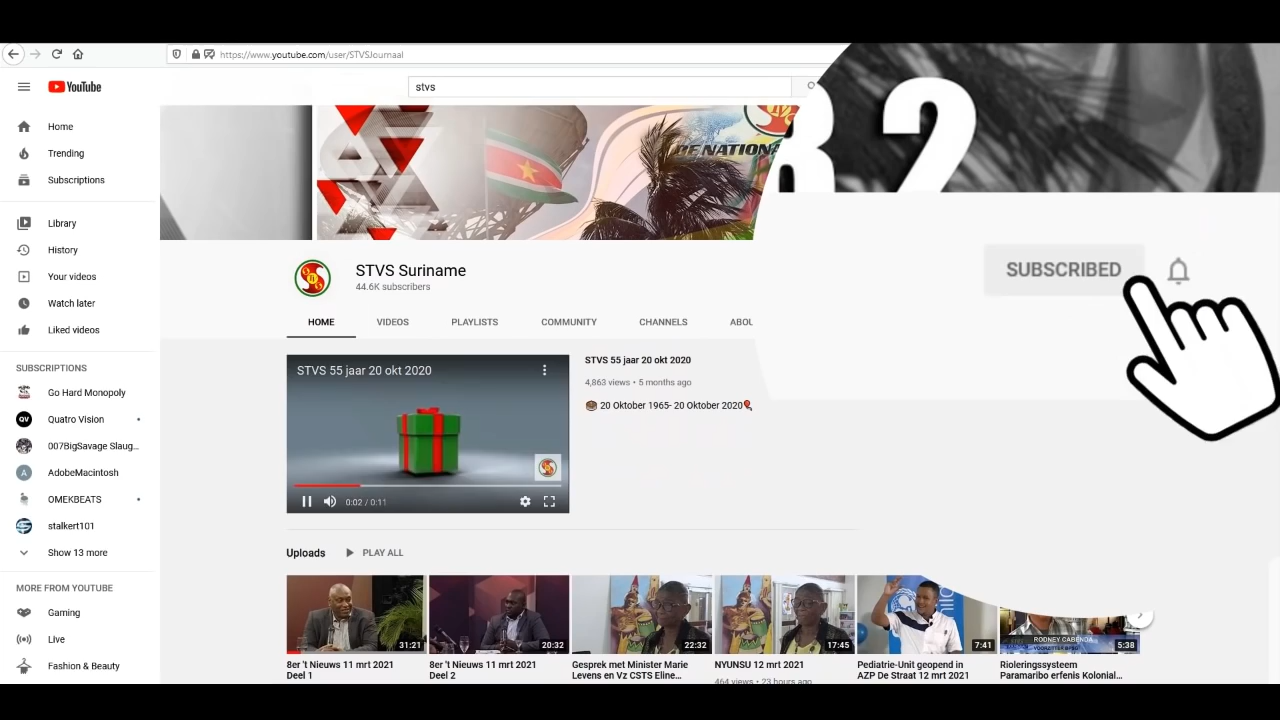 https://www.youtube.com/user/STVSJournaal
YouTube
stvs
Home
Trending
Subscriptions
Library
History
Your videos
Watch later
Liked videos
SUBSCRIPTIONS
Go Hard Monopoly
Quatro Vision
007BigSavage Slaug...
AdobeMacintosh
OMEKBEATS
stalkert101
Show 13 more
MORE FROM YOUTUBE
Gaming
Live
Fashion & Beauty
DE NATION
2
STVS Suriname
44.6K subscribers
SUBSCRIBED
HOME
VIDEOS
PLAYLISTS
COMMUNITY
CHANNELS
ABOU
STVS 55 jaar 20 okt 2020
0:02 / 0:11
STVS 55 jaar 20 okt 2020
4,863 views • 5 months ago
20 Oktober 1965- 20 Oktober 2020
Uploads
PLAY ALL
31:21
20:32
22:32
17:45
7:41
RODNEY CABENDA
5:38
8er 't Nieuws 11 mrt 2021
Deel 1
8er 't Nieuws 11 mrt 2021
Deel 2
Gesprek met Minister Marie
Levens en Vz CSTS Eline...
NYUNSU 12 mrt 2021
464 views • 23 hours ago
Pediatrie-Unit geopend in
AZP De Straat 12 mrt 2021
Rioleringssysteem
Paramaribo erfenis Kolonial...